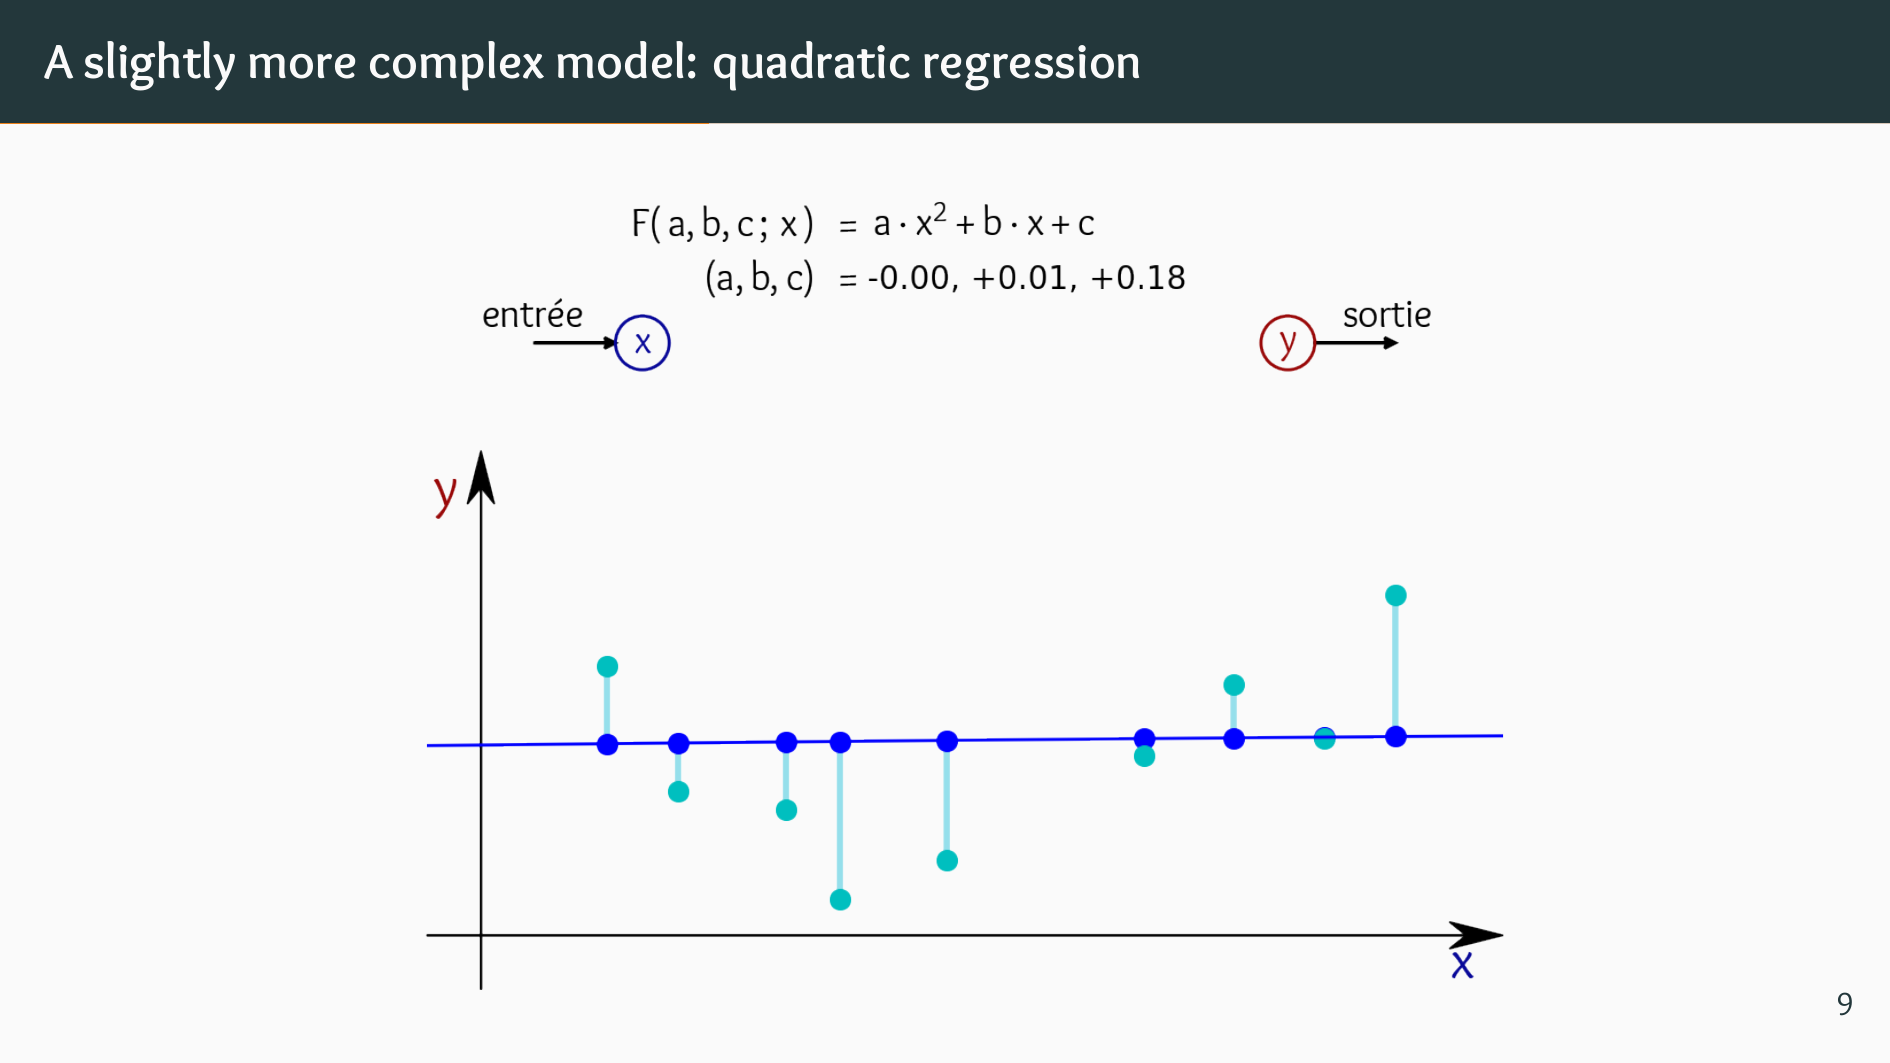 A slightly more complex model: quadratic regression
F(a, b, c; x) = a · x² + b · x + c
(a, b, c) = -0.00, +0.01, +0.18
entrée
x
y
sortie
y
x
9